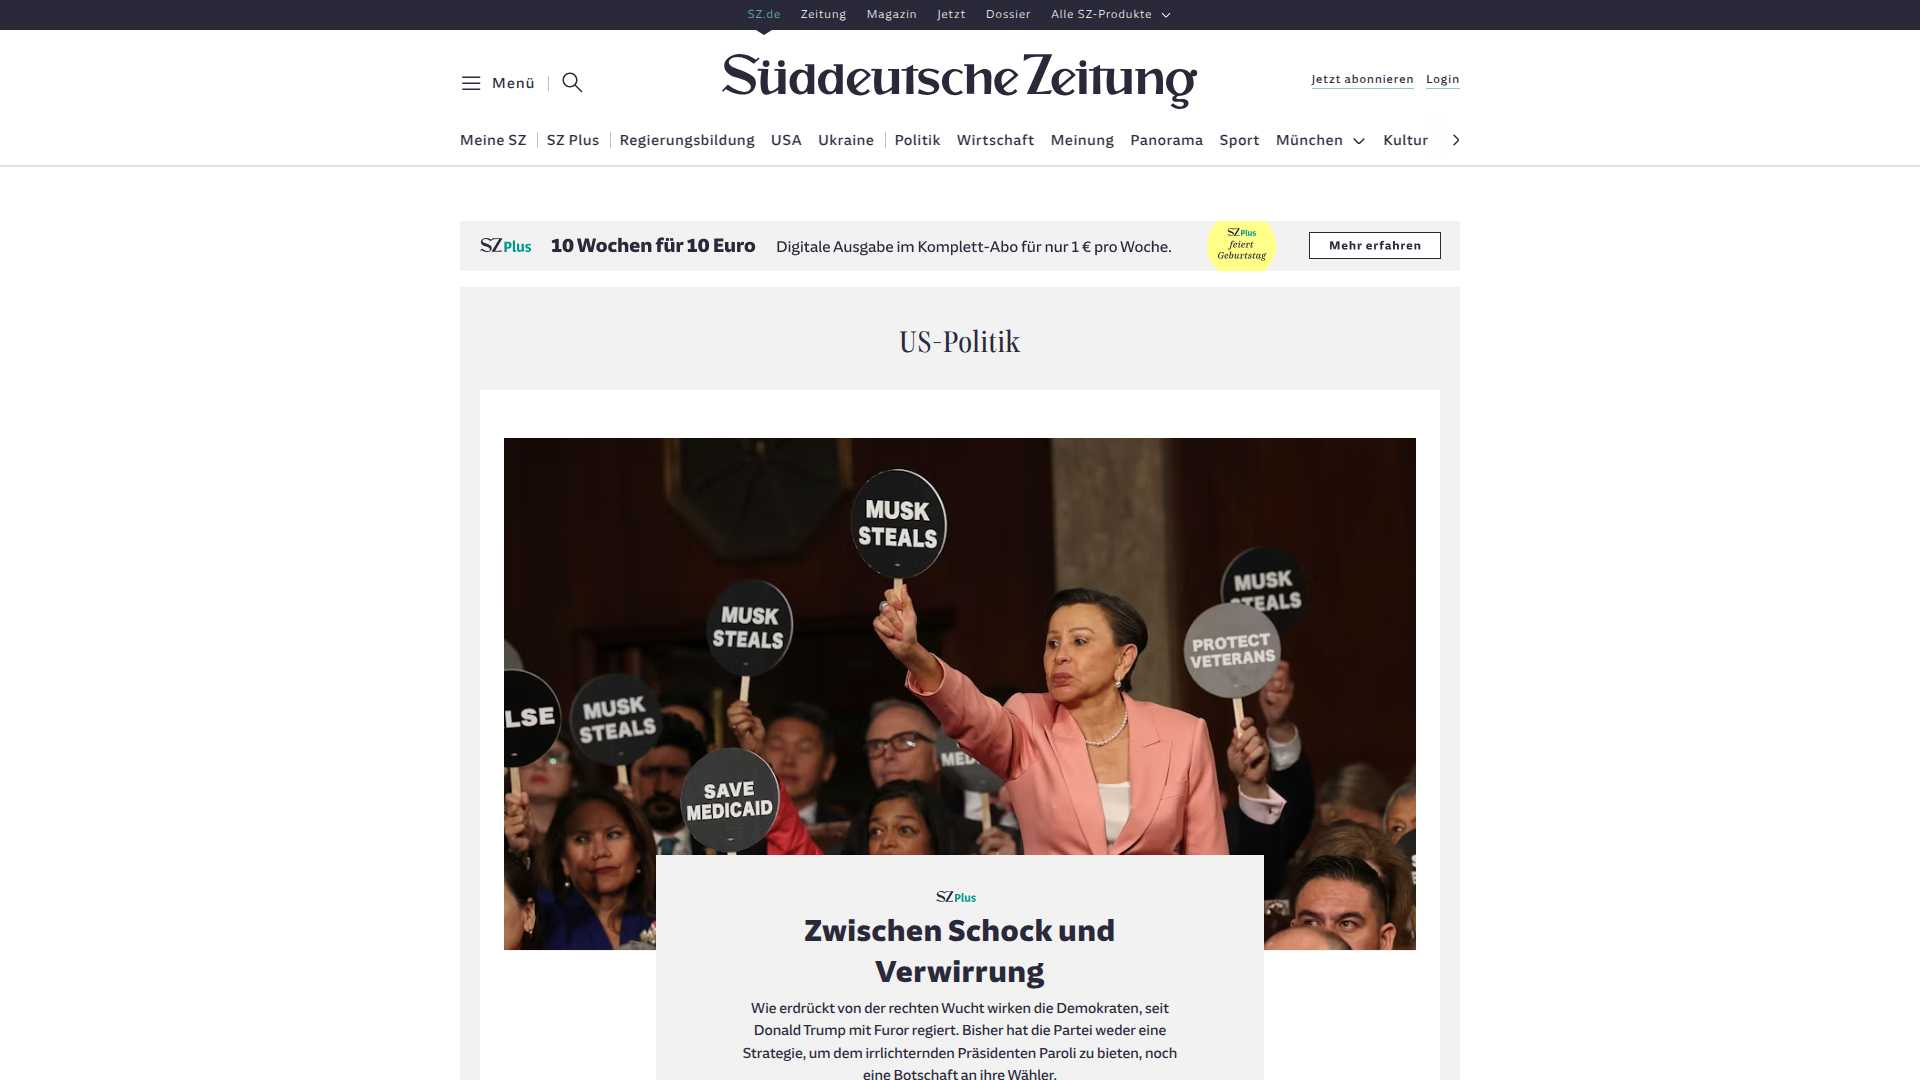 SZ.de Zeitung Magazin Jetzt Dossier Alle SZ-Produkte
Menü
Süddeutsche Zeitung
Jetzt abonnieren Login
Meine SZ SZ Plus Regierungsbildung USA Ukraine Politik Wirtschaft Meinung Panorama Sport München Kultur
SZ Plus 10 Wochen für 10 Euro Digitale Ausgabe im Komplett-Abo für nur 1 € pro Woche.
SZ Plus
feiert
Geburtstag
Mehr erfahren
US-Politik
MUSK
STEALS
MUSK
STEALS
MUSK
STEALS
PROTECT
VETERANS
LSE
MUSK
STEALS
MED
SAVE
MEDICAID
SZ Plus
Zwischen Schock und
Verwirrung
Wie erdrückt von der rechten Wucht wirken die Demokraten, seit
Donald Trump mit Furor regiert. Bisher hat die Partei weder eine
Strategie, um dem irrlichternden Präsidenten Paroli zu bieten, noch
eine Botschaft an ihre Wähler.